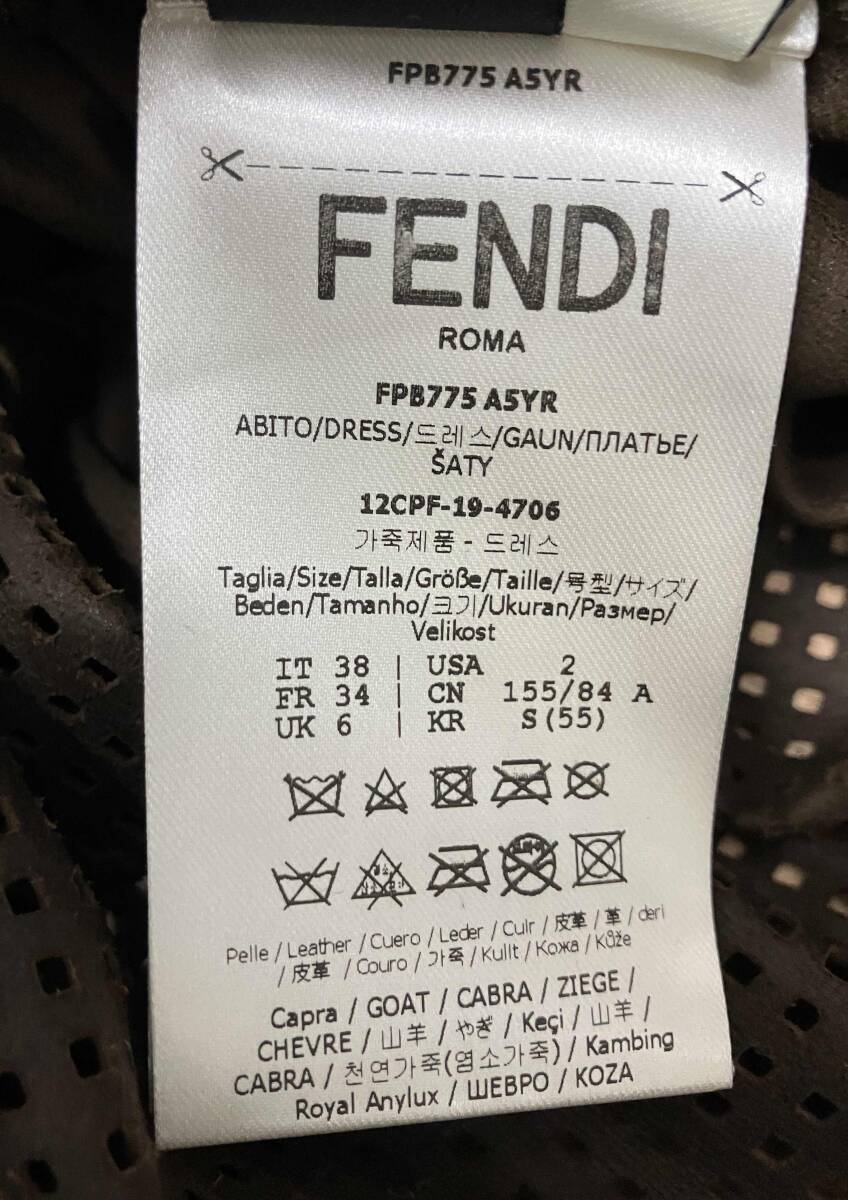 FPB775 A5YR
FENDI
ROMA
FPB775 A5YR
ABITO/DRESS/드레스/GAUN/ПЛАТЬЕ/
ŠATY
12CPF-19-4706
가죽제품 - 드레스
Taglia/Size/Talla/Größe/Taille/号型/サイズ/
Beden/Tamanho/크기/Ukuran/Размер/
Velikost
IT 38 | USA 2
FR 34 | CN 155/84 A
UK 6 | KR S(55)
Pelle / Leather / Cuero / Leder / Cuir / 皮革 / 革 / deri
/ 皮革 / Couro / 가죽 / Kullt / Кожа / Kůže
Capra / GOAT / CABRA / ZIEGE /
CHEVRE / 山羊 / やぎ / Keçi / 山羊 /
CABRA / 천연가죽(염소가죽) / Kambing
Royal Anylux / ШЕВРО / KOZA